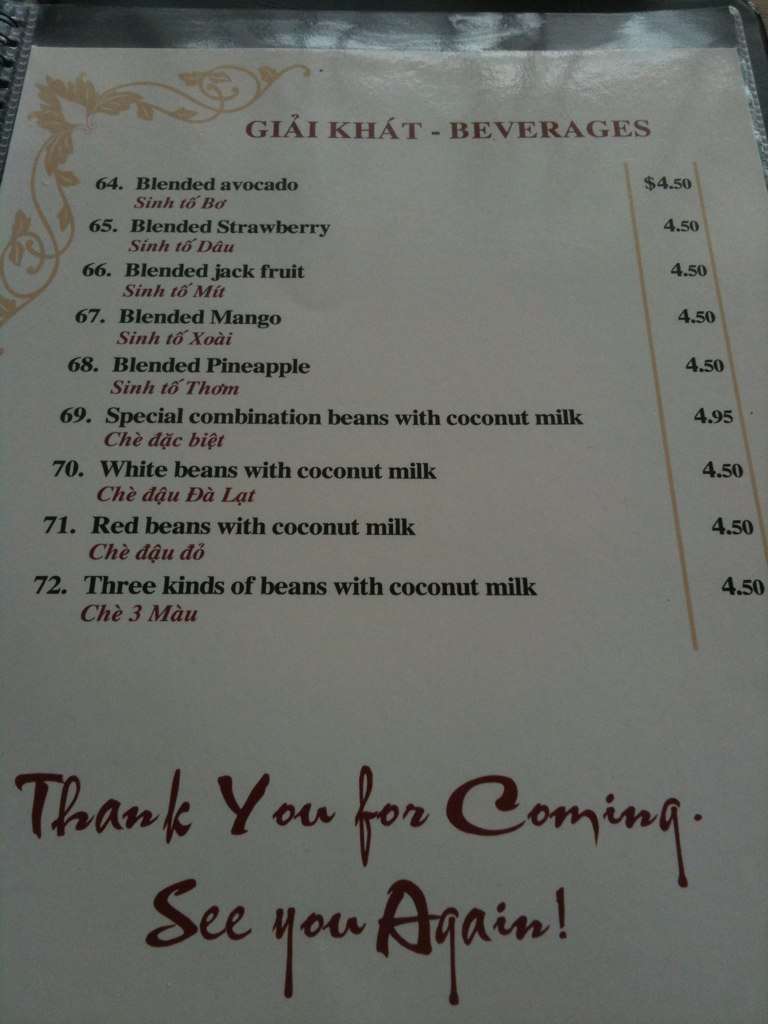 GIẢI KHÁT - BEVERAGES
64. Blended avocado $4.50
Sinh tố Bơ
65. Blended Strawberry 4.50
Sinh tố Dâu
66. Blended jack fruit 4.50
Sinh tố Mít
67. Blended Mango 4.50
Sinh tố Xoài
68. Blended Pineapple 4.50
Sinh tố Thơm
69. Special combination beans with coconut milk 4.95
Chè đặc biệt
70. White beans with coconut milk 4.50
Chè đậu Đà Lạt
71. Red beans with coconut milk 4.50
Chè đậu đỏ
72. Three kinds of beans with coconut milk 4.50
Chè 3 Màu
Thank You for Coming.
See you Again!